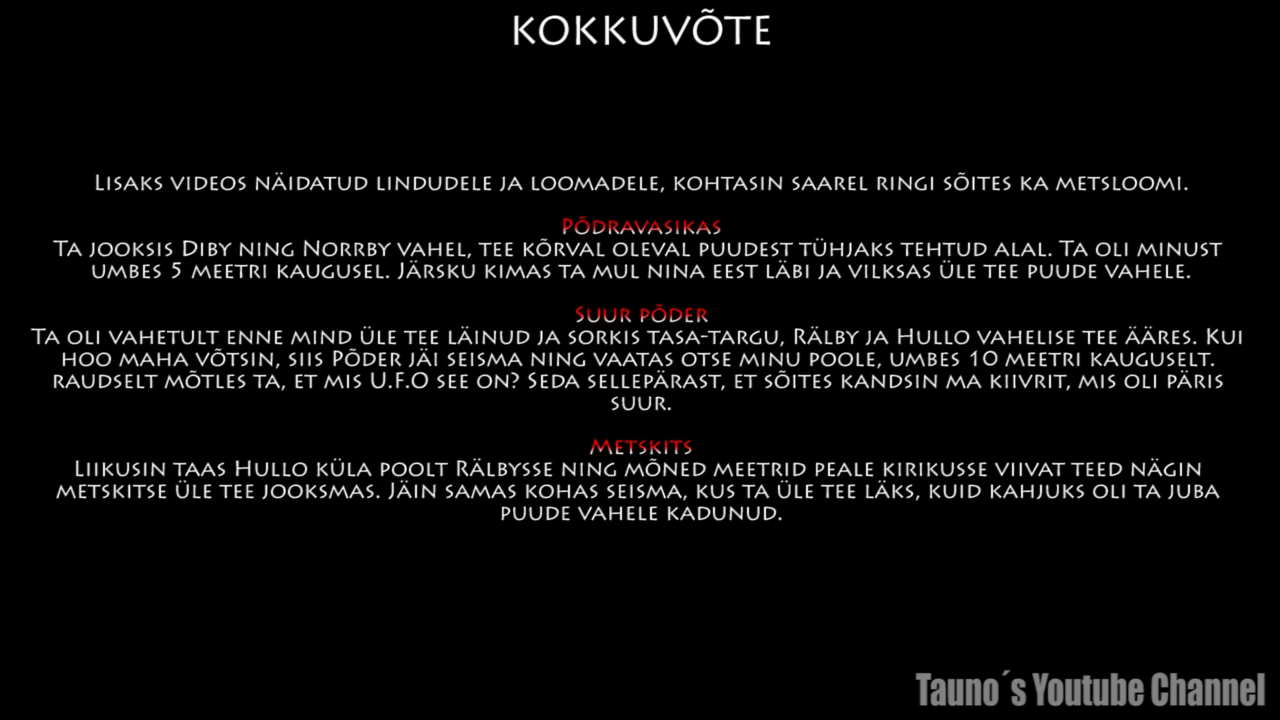 KOKKUVÕTE
Lisaks videos näidatud lindudele ja loomadele, kohtasin saarel ringi sõites ka metsloomi.
Põdravasikas
Ta jooksis Diby ning Norrby vahel, tee kõrval oleval puudest tühjaks tehtud alal. Ta oli minust
umbes 5 meetri kaugusel. Järsku kimas ta mul nina eest läbi ja vilksas üle tee puude vahele.
Suur põder
Ta oli vahetult enne mind üle tee läinud ja sorkis tasa-targu, Rälby ja Hullo vahelise tee ääres. Kui
hoo maha võtsin, siis Põder jäi seisma ning vaatas otse minu poole, umbes 10 meetri kauguselt.
raudselt mõtles ta, et mis U.F.O see on? Seda sellepärast, et sõites kandsin ma kiivrit, mis oli päris
suur.
Metskits
Liikusin taas Hullo küla poolt Rälbysse ning mõned meetrid peale kirikusse viivat teed nägin
metskitse üle tee jooksmas. Jäin samas kohas seisma, kus ta üle tee läks, kuid kahjuks oli ta juba
puude vahele kadunud.
Tauno´s Youtube Channel